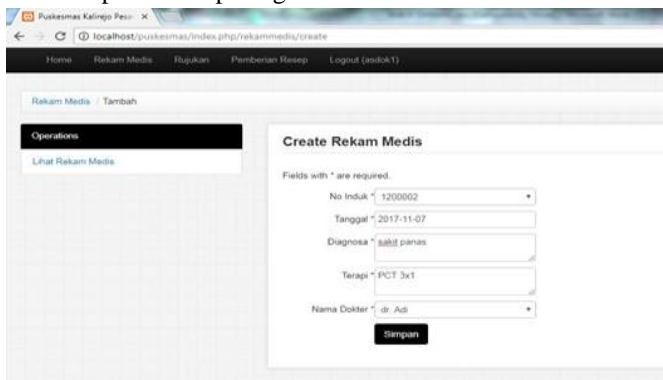 Puskesmas Kalirejo Pesa
localhost/puskesmas/index.php/rekammedis/create
Home Rekam Medis Rujukan Pemberian Resep Logout (asdok1)
Rekam Medis / Tambah
Operations
Lihat Rekam Medis
Create Rekam Medis
Fields with * are required.
No Induk * 1200002
Tanggal * 2017-11-07
Diagnosa * sakit panas
Terapi * PCT 3x1
Nama Dokter * dr. Adi
Simpan